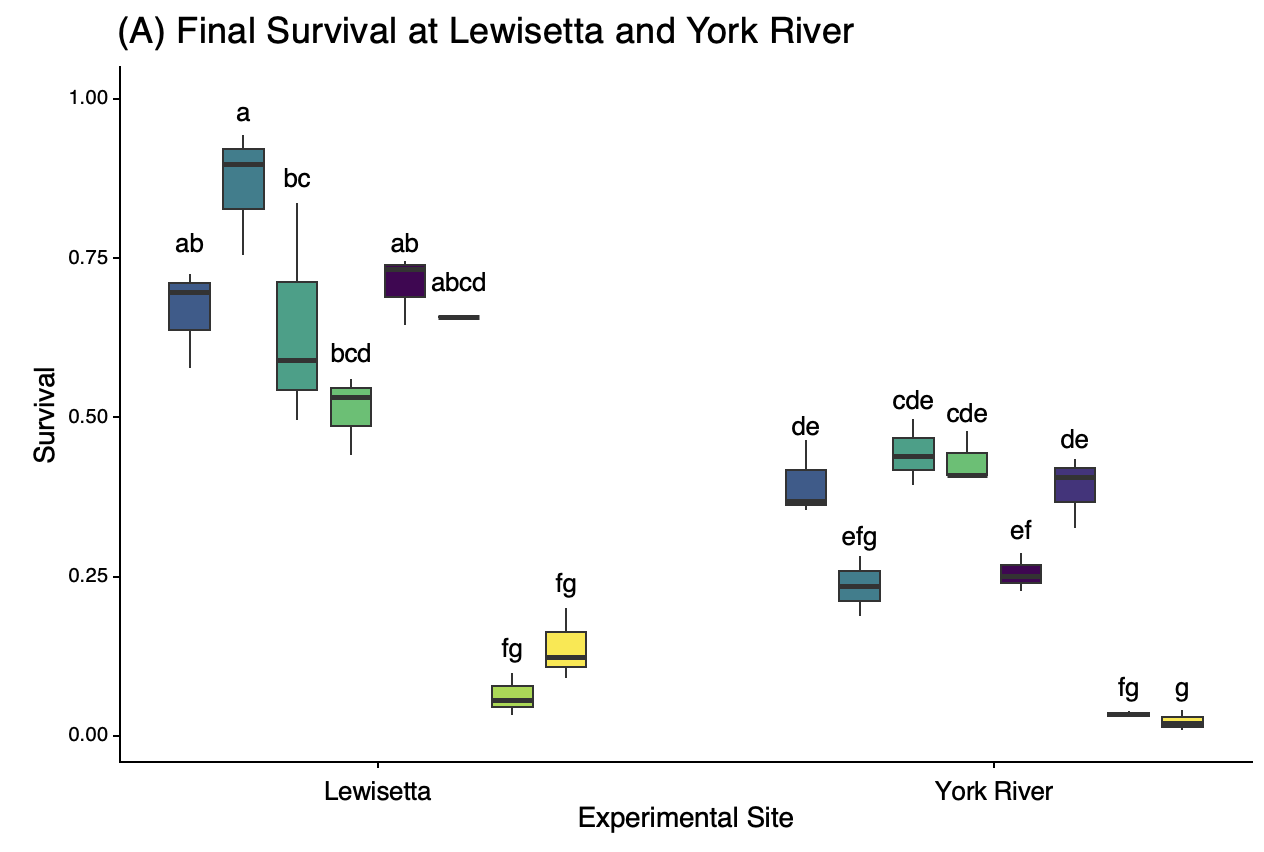 (A) Final Survival at Lewisetta and York River
Survival
1.00
0.75
0.50
0.25
0.00
ab
a
bc
bcd
ab
abcd
fg
fg
de
efg
cde
cde
ef
de
fg
g
Lewisetta
York River
Experimental Site